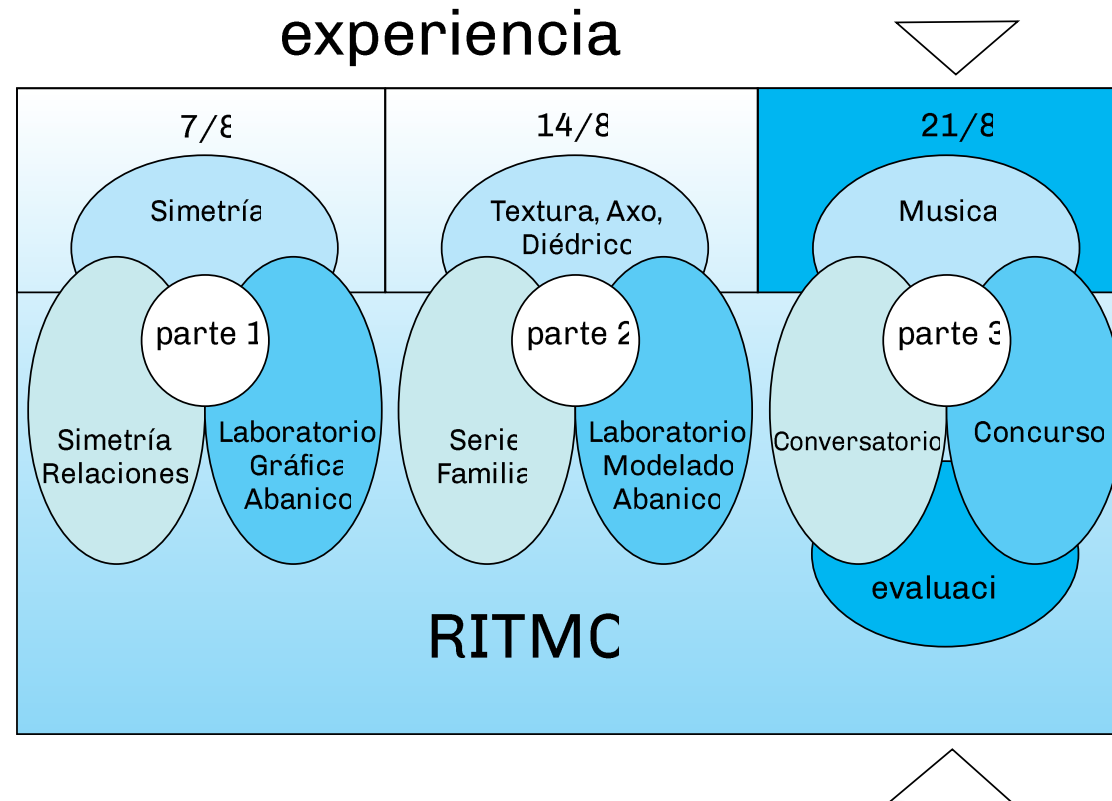 experiencia
7/8
14/8
21/8
Simetría
Textura, Axo,
Diédrico
Musica
parte 1
parte 2
parte 3
Simetría
Relaciones
Laboratorio
Gráfica
Abanico
Serie
Familia
Laboratorio
Modelado
Abanico
Conversatorio
Concurso
evaluaci
RITMO